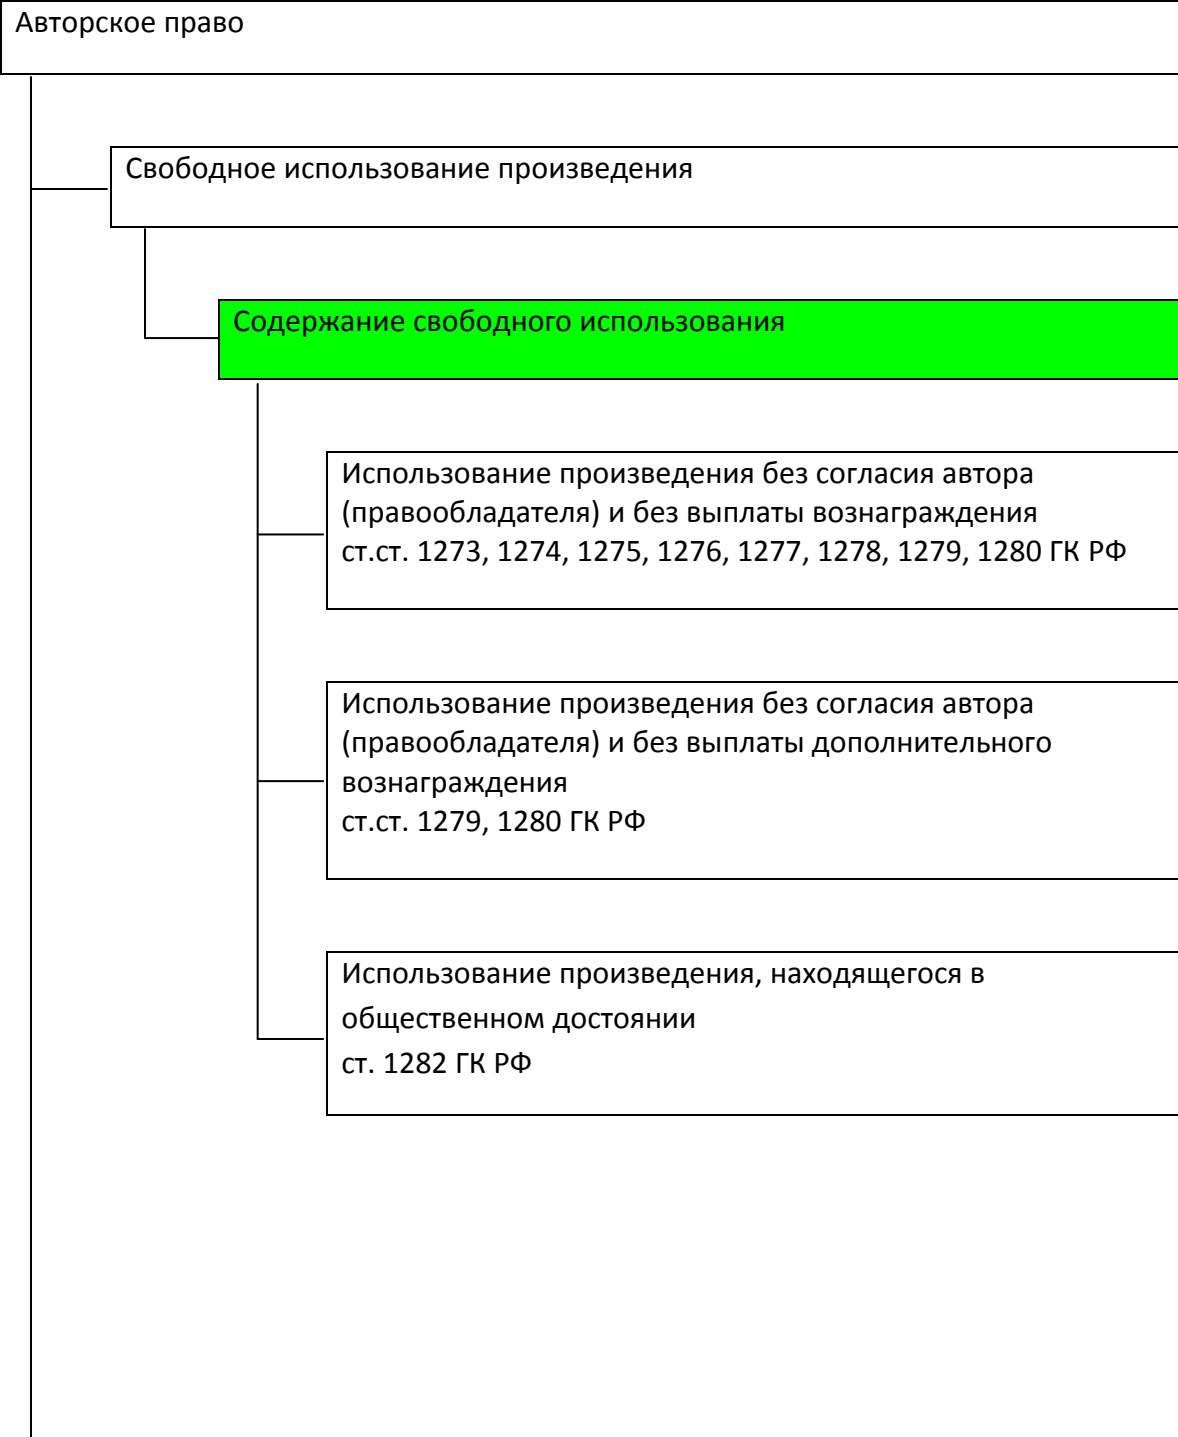 Авторское право
Свободное использование произведения
Содержание свободного использования
Использование произведения без согласия автора
(правообладателя) и без выплаты вознаграждения
ст.ст. 1273, 1274, 1275, 1276, 1277, 1278, 1279, 1280 ГК РФ
Использование произведения без согласия автора
(правообладателя) и без выплаты дополнительного
вознаграждения
ст.ст. 1279, 1280 ГК РФ
Использование произведения, находящегося в
общественном достоянии
ст. 1282 ГК РФ